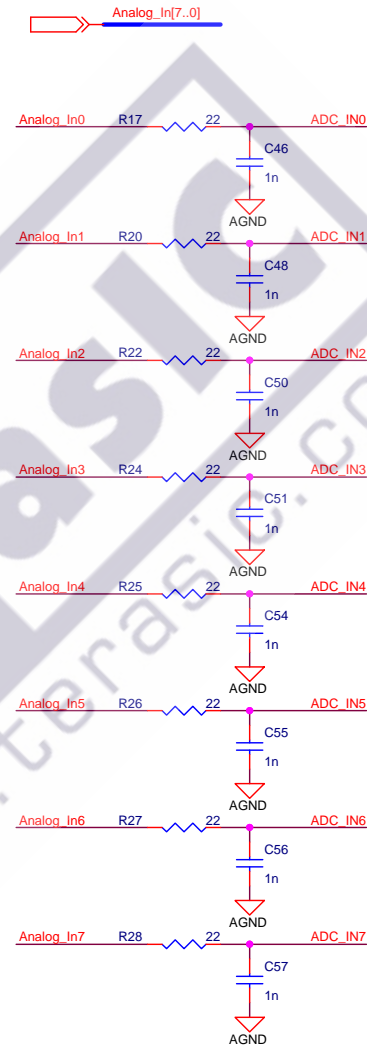 Analog_In[7..0]
Analog_In0 R17 22 ADC_IN0
C46
1n
AGND
Analog_In1 R20 22 ADC_IN1
C48
1n
AGND
Analog_In2 R22 22 ADC_IN2
C50
1n
AGND
Analog_In3 R24 22 ADC_IN3
C51
1n
AGND
Analog_In4 R25 22 ADC_IN4
C54
1n
AGND
Analog_In5 R26 22 ADC_IN5
C55
1n
AGND
Analog_In6 R27 22 ADC_IN6
C56
1n
AGND
Analog_In7 R28 22 ADC_IN7
C57
1n
AGND
asic
.terasic.co